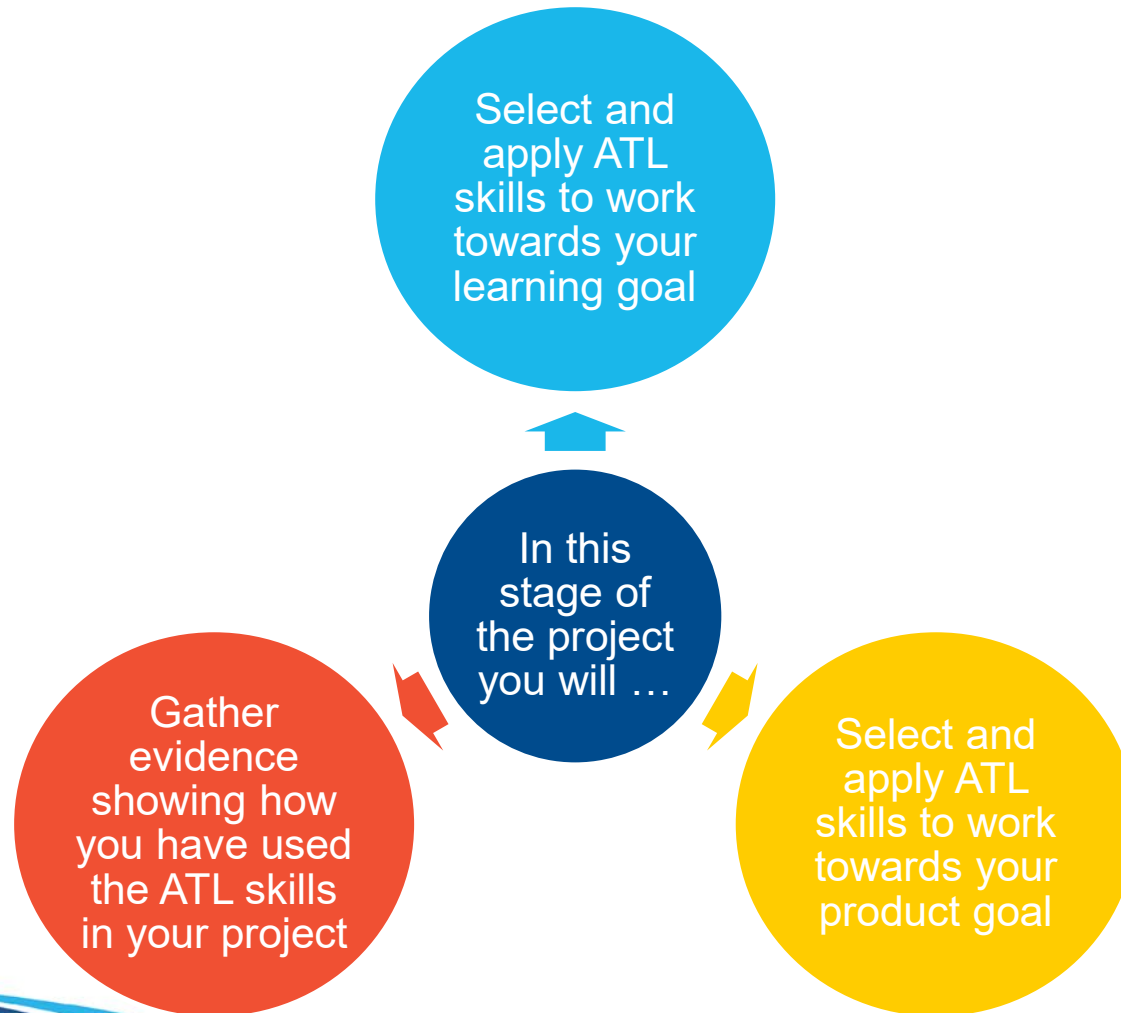 Select and
apply ATL
skills to work
towards your
learning goal
In this
stage of
the project
you will …
Gather
evidence
showing how
you have used
the ATL skills
in your project
Select and
apply ATL
skills to work
towards your
product goal